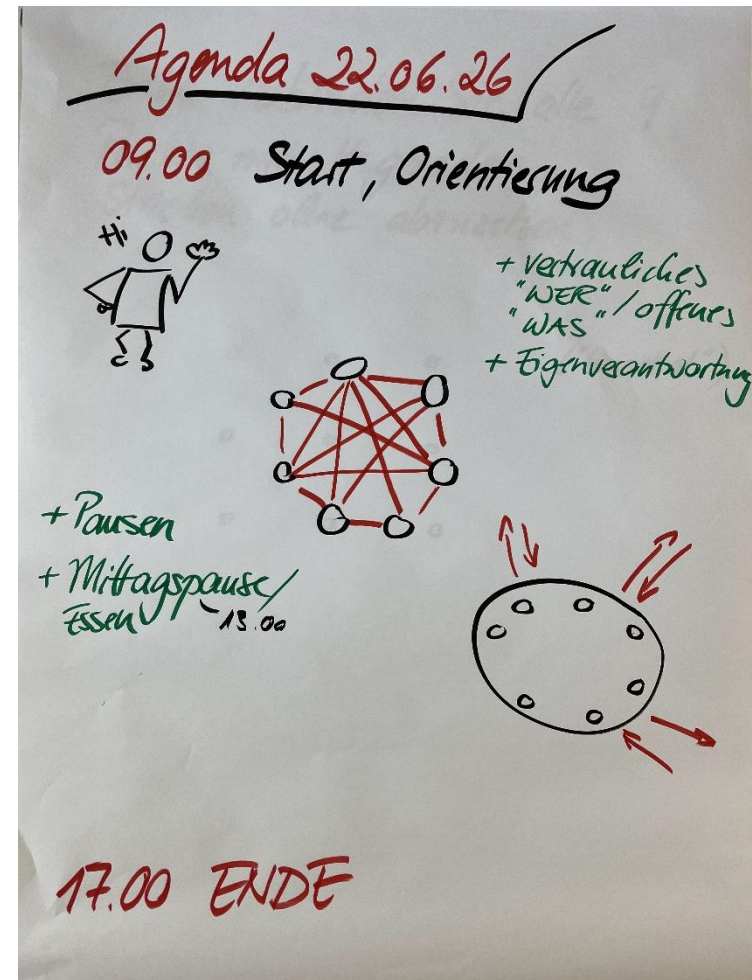 Agenda 22.06.26
09.00 Start, Orientierung
Hi
+ vertrauliches
"WER" / offenes
"WAS"
+ Eigenverantwortung
+ Pausen
+ Mittagspause/
Essen ~13.00
17.00 ENDE